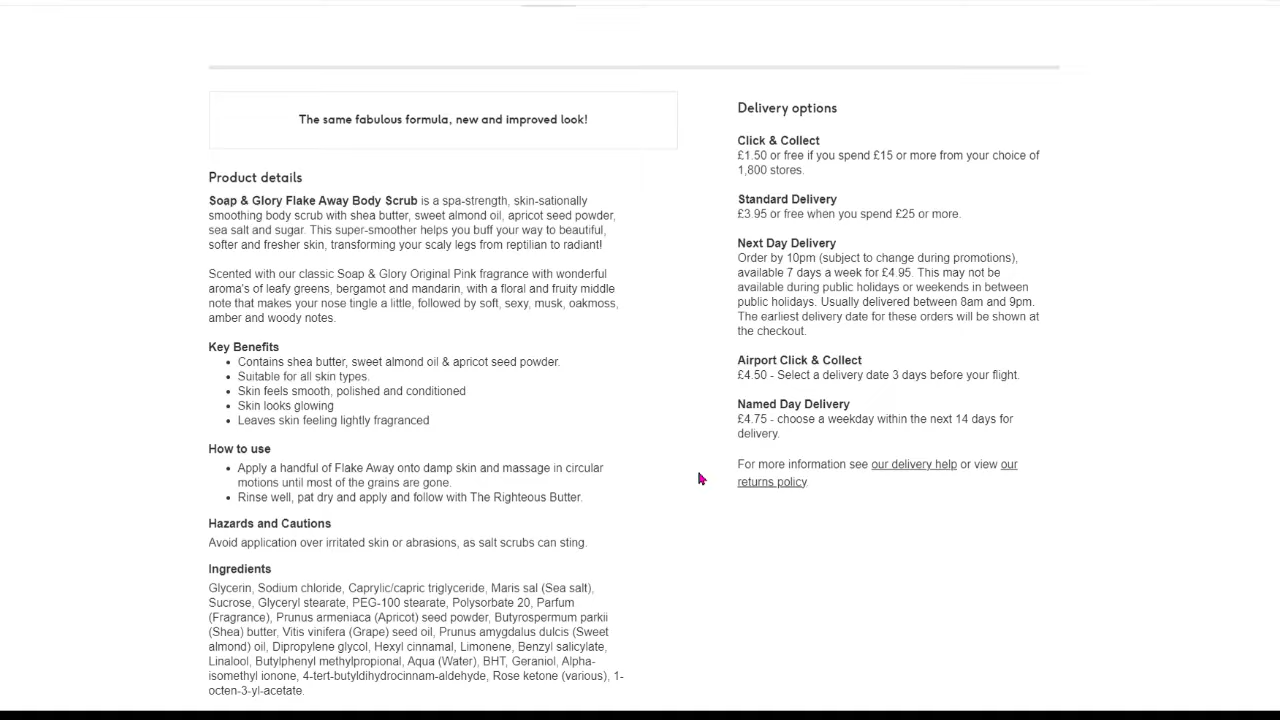 The same fabulous formula, new and improved look!
Product details
Soap & Glory Flake Away Body Scrub is a spa-strength, skin-sationally
smoothing body scrub with shea butter, sweet almond oil, apricot seed powder,
sea salt and sugar. This super-smoother helps you buff your way to beautiful,
softer and fresher skin, transforming your scaly legs from reptilian to radiant!
Scented with our classic Soap & Glory Original Pink fragrance with wonderful
aroma's of leafy greens, bergamot and mandarin, with a floral and fruity middle
note that makes your nose tingle a little, followed by soft, sexy, musk, oakmoss,
amber and woody notes.
Key Benefits
• Contains shea butter, sweet almond oil & apricot seed powder.
• Suitable for all skin types.
• Skin feels smooth, polished and conditioned
• Skin looks glowing
• Leaves skin feeling lightly fragranced
How to use
• Apply a handful of Flake Away onto damp skin and massage in circular
motions until most of the grains are gone.
• Rinse well, pat dry and apply and follow with The Righteous Butter.
Hazards and Cautions
Avoid application over irritated skin or abrasions, as salt scrubs can sting.
Ingredients
Glycerin, Sodium chloride, Caprylic/capric triglyceride, Maris sal (Sea salt),
Sucrose, Glyceryl stearate, PEG-100 stearate, Polysorbate 20, Parfum
(Fragrance), Prunus armeniaca (Apricot) seed powder, Butyrospermum parkii
(Shea) butter, Vitis vinifera (Grape) seed oil, Prunus amygdalus dulcis (Sweet
almond) oil, Dipropylene glycol, Hexyl cinnamal, Limonene, Benzyl salicylate,
Linalool, Butylphenyl methylpropional, Aqua (Water), BHT, Geraniol, Alpha-
isomethyl ionone, 4-tert-butyldihydrocinnam-aldehyde, Rose ketone (various), 1-
octen-3-yl-acetate.
Delivery options
Click & Collect
£1.50 or free if you spend £15 or more from your choice of
1,800 stores.
Standard Delivery
£3.95 or free when you spend £25 or more.
Next Day Delivery
Order by 10pm (subject to change during promotions),
available 7 days a week for £4.95. This may not be
available during public holidays or weekends in between
public holidays. Usually delivered between 8am and 9pm.
The earliest delivery date for these orders will be shown at
the checkout.
Airport Click & Collect
£4.50 - Select a delivery date 3 days before your flight.
Named Day Delivery
£4.75 - choose a weekday within the next 14 days for
delivery.
For more information see our delivery help or view our
returns policy.